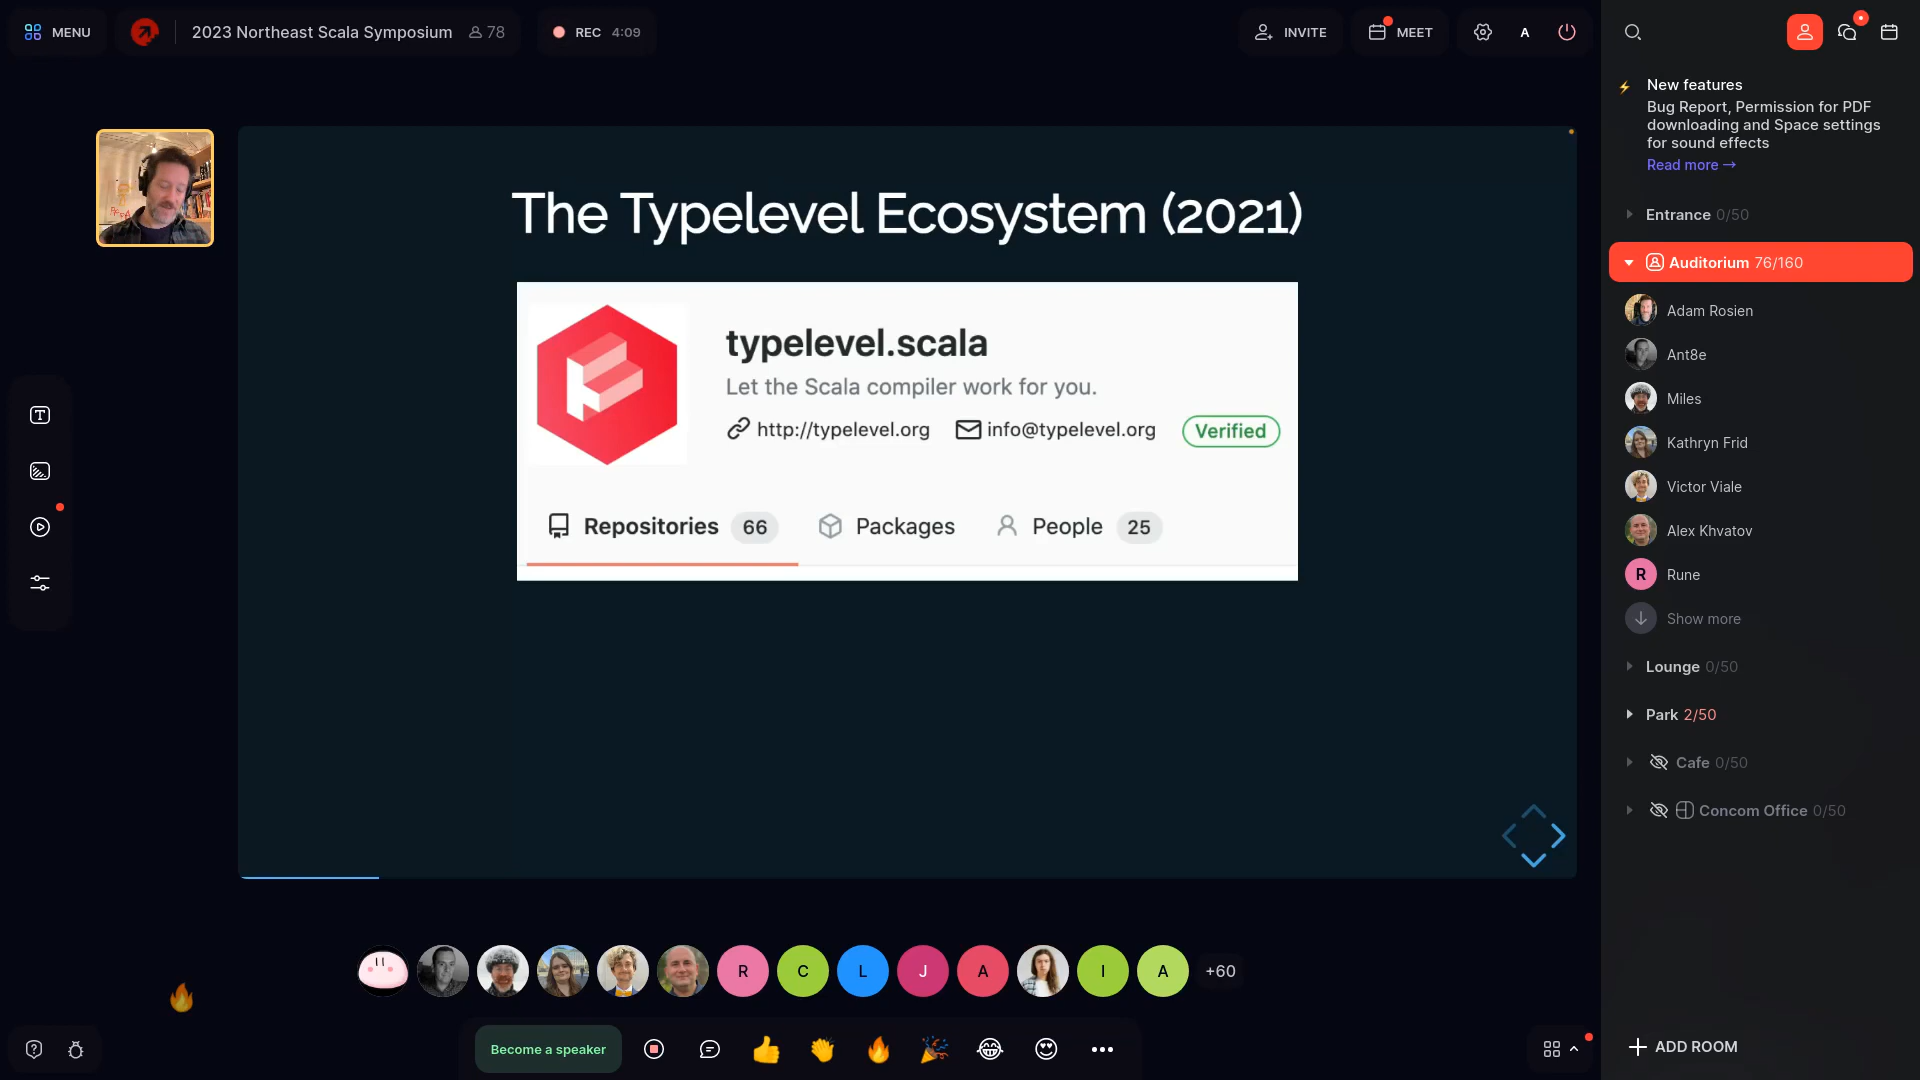 MENU
2023 Northeast Scala Symposium
78
REC 4:09
INVITE
MEET
A
New features
Bug Report, Permission for PDF
downloading and Space settings
for sound effects
Read more →
Entrance 0/50
Auditorium 76/160
Adam Rosien
Ant8e
Miles
Kathryn Frid
Victor Viale
Alex Khvatov
R
Rune
Show more
Lounge 0/50
Park 2/50
Cafe 0/50
Concom Office 0/50
ADD ROOM
The Typelevel Ecosystem (2021)
typelevel.scala
Let the Scala compiler work for you.
http://typelevel.org info@typelevel.org Verified
Repositories 66 Packages People 25
R C L J A I A +60
Become a speaker